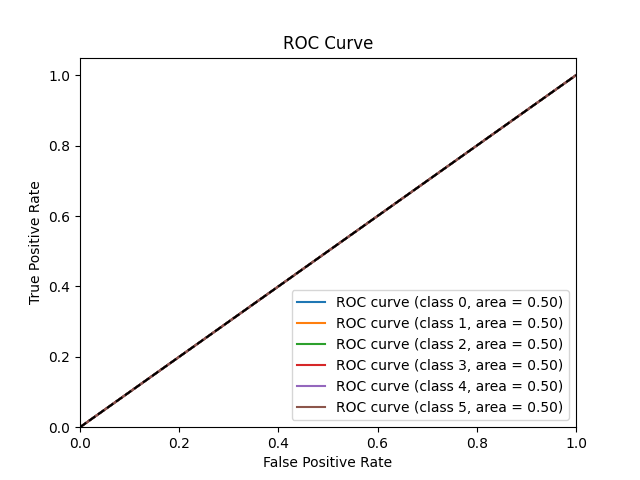 ROC Curve
True Positive Rate
1.0
0.8
0.6
0.4
0.2
0.0
ROC curve (class 0, area = 0.50)
ROC curve (class 1, area = 0.50)
ROC curve (class 2, area = 0.50)
ROC curve (class 3, area = 0.50)
ROC curve (class 4, area = 0.50)
ROC curve (class 5, area = 0.50)
0.0 0.2 0.4 0.6 0.8 1.0
False Positive Rate